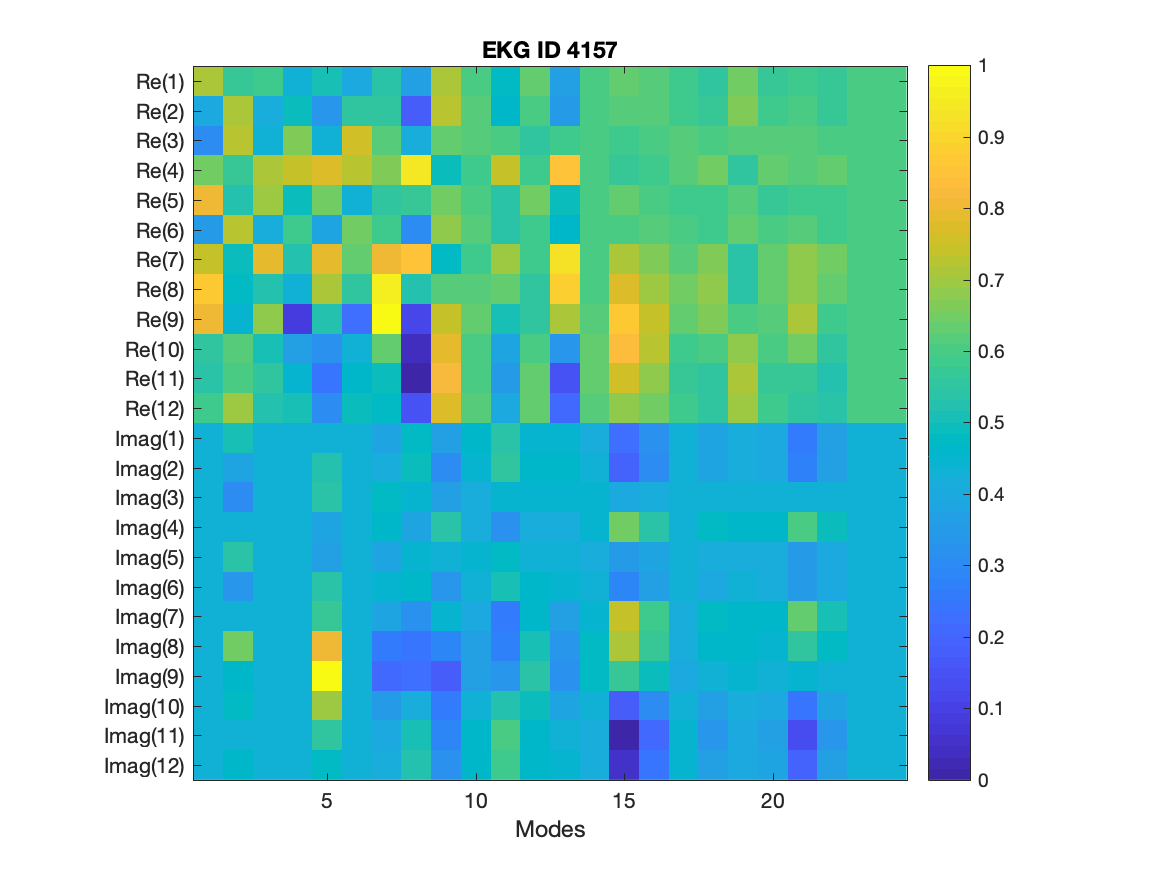 EKG ID 4157
Re(1)
Re(2)
Re(3)
Re(4)
Re(5)
Re(6)
Re(7)
Re(8)
Re(9)
Re(10)
Re(11)
Re(12)
Imag(1)
Imag(2)
Imag(3)
Imag(4)
Imag(5)
Imag(6)
Imag(7)
Imag(8)
Imag(9)
Imag(10)
Imag(11)
Imag(12)
5 10 15 20
Modes
1
0.9
0.8
0.7
0.6
0.5
0.4
0.3
0.2
0.1
0